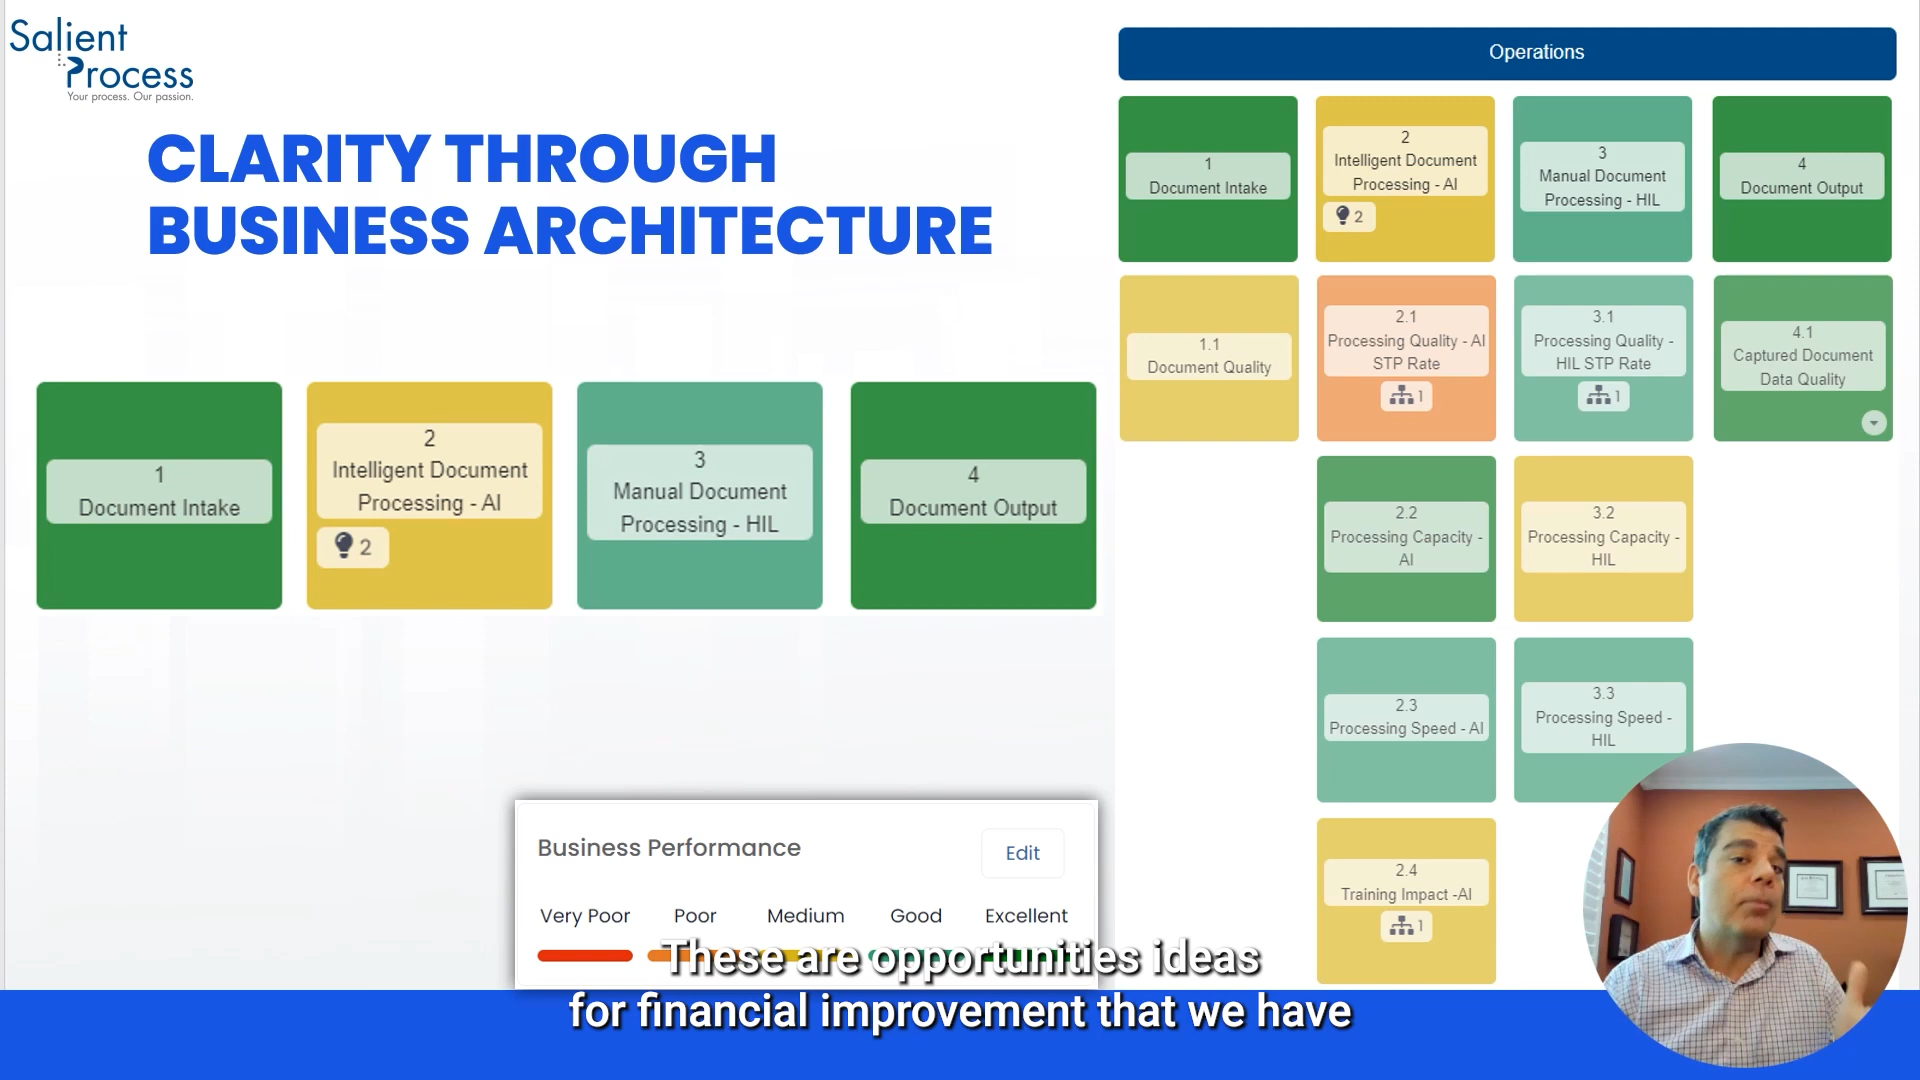 Salient
Process
Your process. Our passion.
CLARITY THROUGH
BUSINESS ARCHITECTURE
1
Document Intake
2
Intelligent Document
Processing - AI
2
3
Manual Document
Processing - HIL
4
Document Output
Operations
1
Document Intake
2
Intelligent Document
Processing - AI
2
3
Manual Document
Processing - HIL
4
Document Output
1.1
Document Quality
2.1
Processing Quality - AI
STP Rate
1
3.1
Processing Quality -
HIL STP Rate
1
4.1
Captured Document
Data Quality
2.2
Processing Capacity -
AI
3.2
Processing Capacity -
HIL
2.3
Processing Speed - AI
3.3
Processing Speed -
HIL
2.4
Training Impact -AI
1
Business Performance
Edit
Very Poor Poor Medium Good Excellent
These are opportunities ideas
for financial improvement that we have